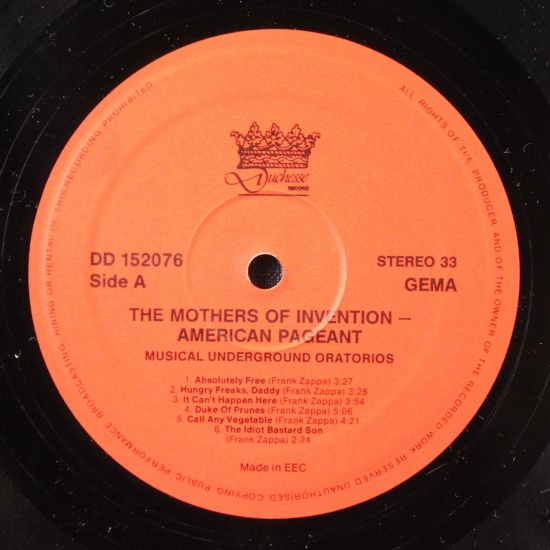 Duchesse
RECORD
DD 152076
Side A
STEREO 33
GEMA
THE MOTHERS OF INVENTION –
AMERICAN PAGEANT
MUSICAL UNDERGROUND ORATORIOS
1. Absolutely Free (Frank Zappa) 3:27
2. Hungry Freaks, Daddy (Frank Zappa) 3:28
3. It Can't Happen Here (Frank Zappa) 3:54
4. Duke Of Prunes (Frank Zappa) 5:06
5. Call Any Vegetable (Frank Zappa) 4:21
6. The Idiot Bastard Son
(Frank Zappa) 2:24
Made in EEC
ALL RIGHTS OF THE PRODUCER AND OF THE OWNER OF THE RECORDED WORK RESERVED UNAUTHORISED COPYING PUBLIC PERFORMANCE BROADCASTING HIRING OR RENTAL OF THIS RECORDING PROHIBITED